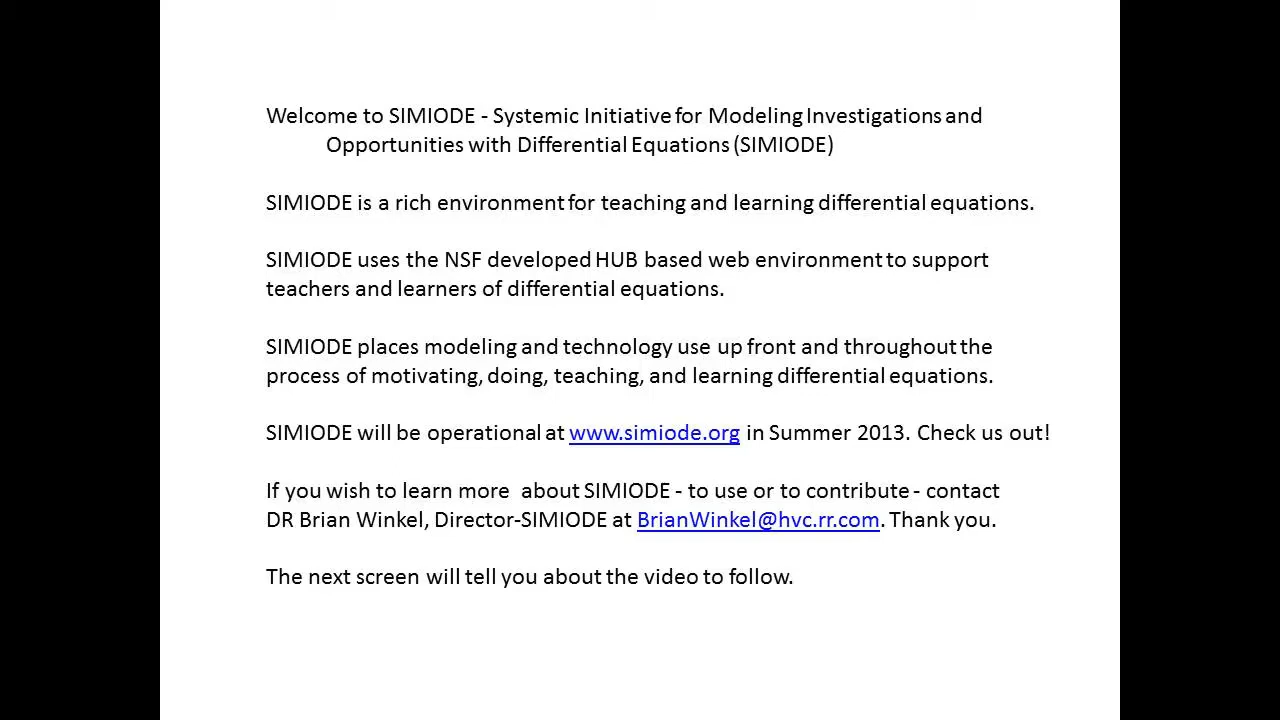 Welcome to SIMIODE - Systemic Initiative for Modeling Investigations and
Opportunities with Differential Equations (SIMIODE)
SIMIODE is a rich environment for teaching and learning differential equations.
SIMIODE uses the NSF developed HUB based web environment to support
teachers and learners of differential equations.
SIMIODE places modeling and technology use up front and throughout the
process of motivating, doing, teaching, and learning differential equations.
SIMIODE will be operational at www.simiode.org in Summer 2013. Check us out!
If you wish to learn more about SIMIODE - to use or to contribute - contact
DR Brian Winkel, Director-SIMIODE at BrianWinkel@hvc.rr.com. Thank you.
The next screen will tell you about the video to follow.